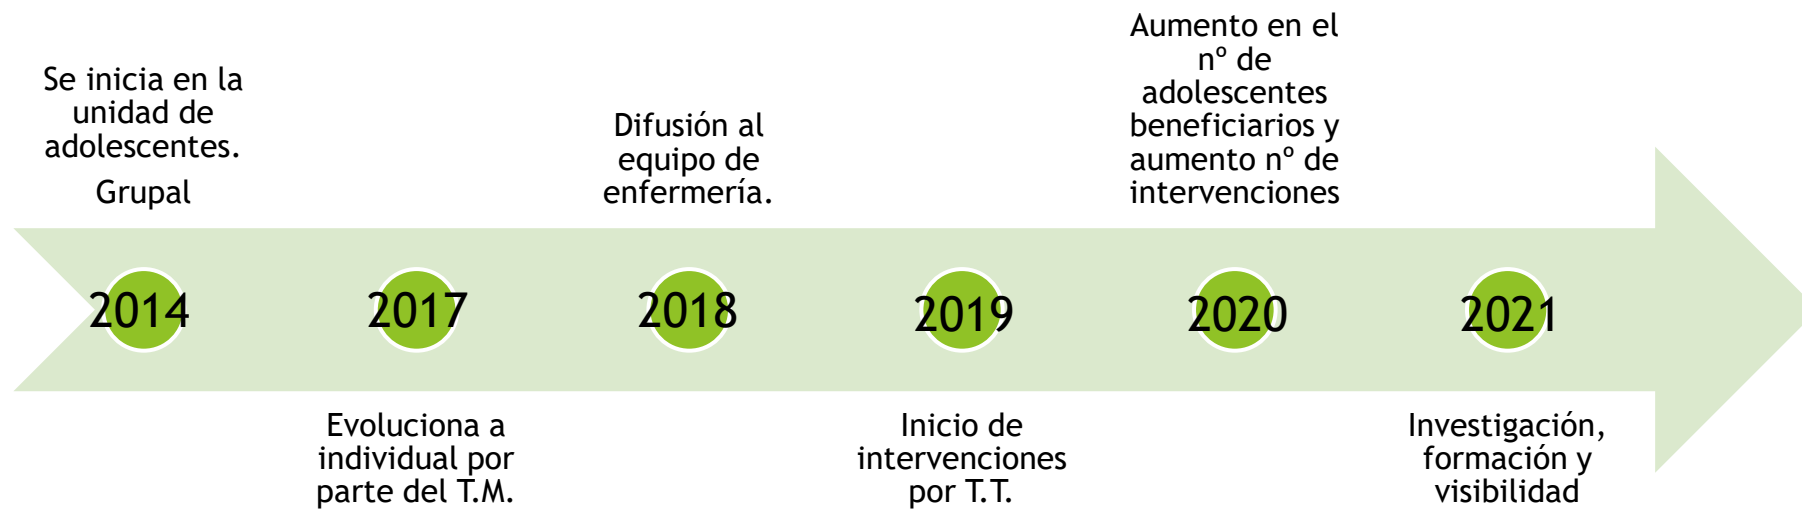 Se inicia en la
unidad de
adolescentes.
Grupal
2014
Evoluciona a
individual por
parte del T.M.
2017
Difusión al
equipo de
enfermería.
2018
Inicio de
intervenciones
por T.T.
2019
Aumento en el
nº de
adolescentes
beneficiarios y
aumento nº de
intervenciones
2020
Investigación,
formación y
visibilidad
2021